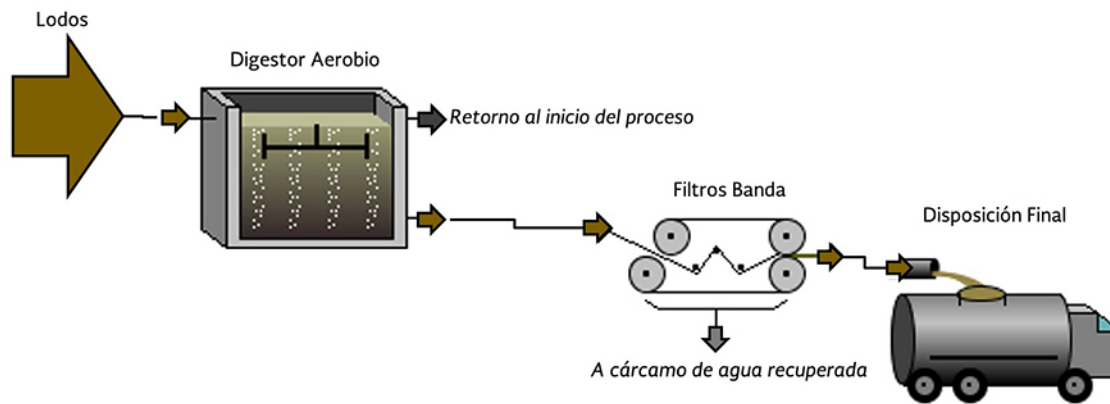 Lodos
Digestor Aerobio
Retorno al inicio del proceso
Filtros Banda
Disposición Final
A cárcamo de agua recuperada